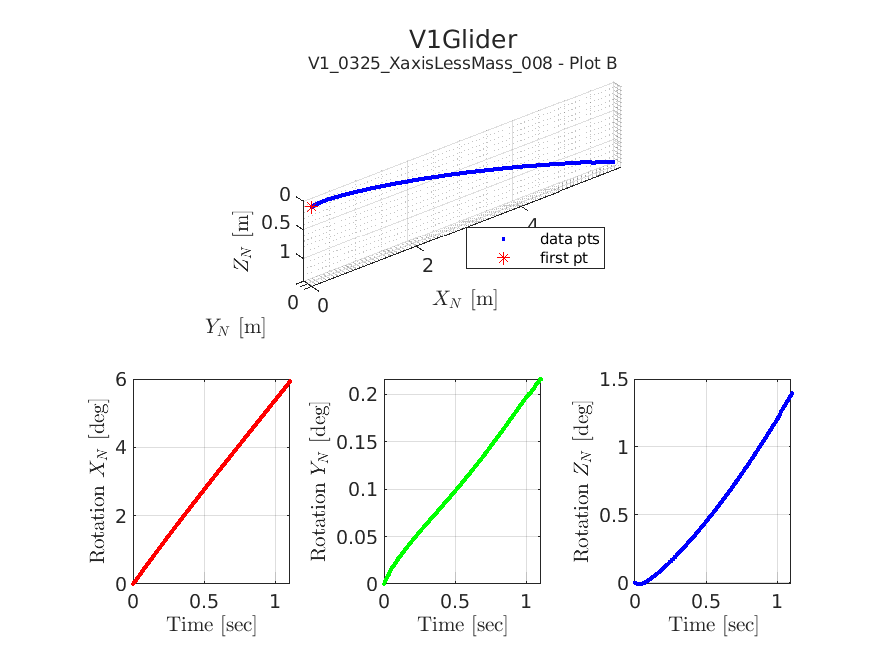 V1Glider
V1_0325_XaxisLessMass_008 - Plot B
0
0.5
1
Z_N [m]
0
Y_N [m]
0
2
4
X_N [m]
data pts
first pt
6
4
2
0
Rotation X_N [deg]
0 0.5 1
Time [sec]
0.2
0.15
0.1
0.05
0
Rotation Y_N [deg]
0 0.5 1
Time [sec]
1.5
1
0.5
0
Rotation Z_N [deg]
0 0.5 1
Time [sec]